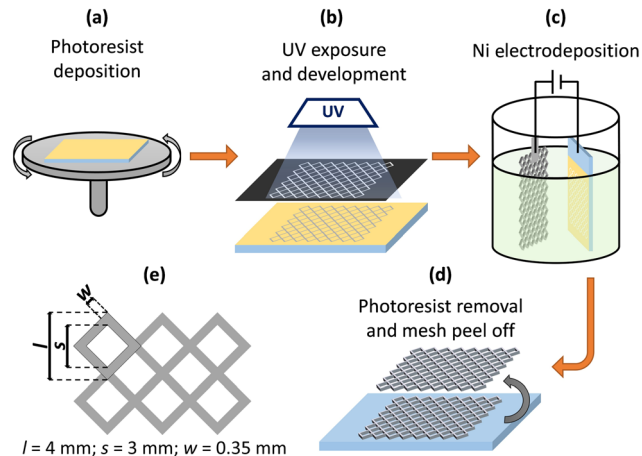 (a)
Photoresist
deposition
(b)
UV exposure
and development
UV
(c)
Ni electrodeposition
(d)
Photoresist removal
and mesh peel off
(e)
w
l
s
l = 4 mm; s = 3 mm; w = 0.35 mm